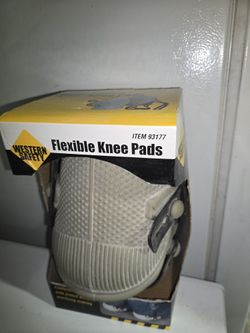 ITEM 93177
WESTERN
SAFETY
Flexible Knee Pads